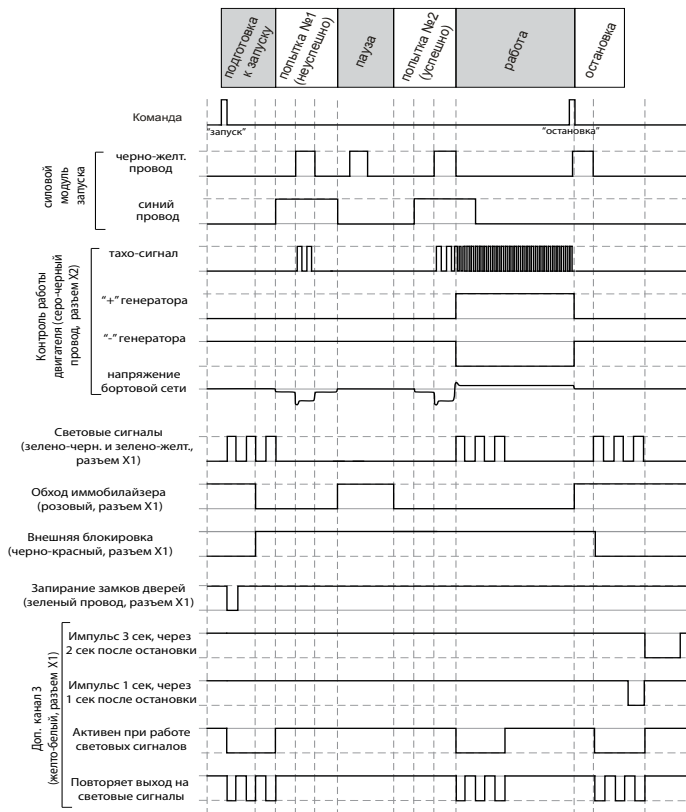 подготовка
к запуску
попытка №1
(неуспешно)
пауза
попытка №2
(успешно)
работа
остановка
Команда
"запуск"
"остановка"
силовой
модуль
запуска
черно-желт.
провод
синий
провод
Контроль работы
двигателя (серо-черный
провод, разъем X2)
тахо-сигнал
"+" генератора
"-" генератора
напряжение
бортовой сети
Световые сигналы
(зелено-черн. и зелено-желт.,
разъем X1)
Обход иммобилайзера
(розовый, разъем X1)
Внешняя блокировка
(черно-красный, разъем X1)
Запирание замков дверей
(зеленый провод, разъем X1)
Доп. канал 3
(желто-белый, разъем X1)
Импульс 3 сек, через
2 сек после остановки
Импульс 1 сек, через
1 сек после остановки
Активен при работе
световых сигналов
Повторяет выход на
световые сигналы